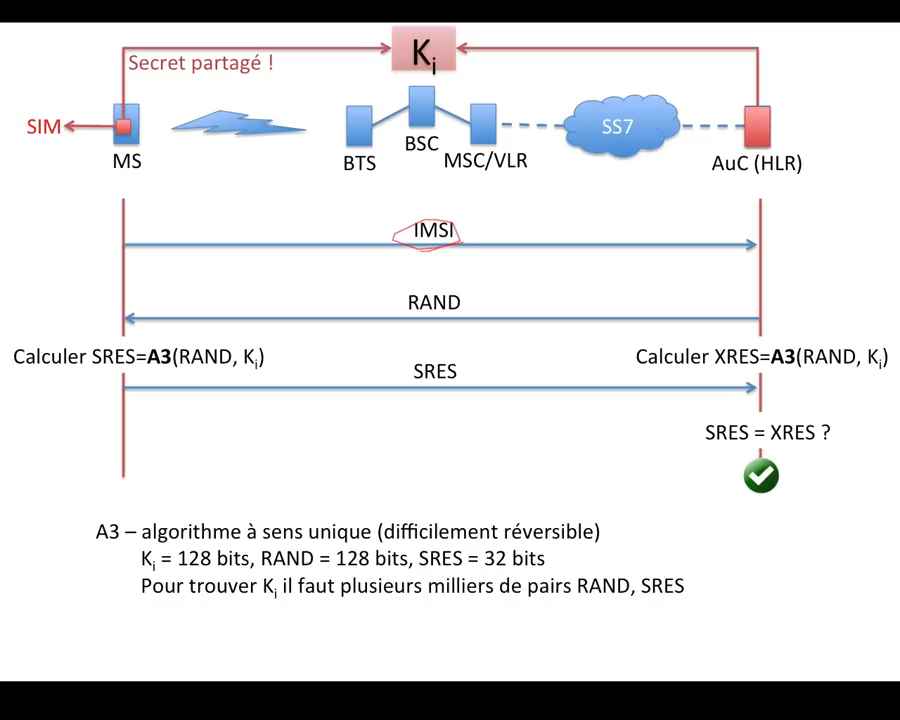 Ki
Secret partagé !
SIM
MS
BTS
BSC
MSC/VLR
SS7
AuC (HLR)
IMSI
RAND
Calculer SRES=A3(RAND, Ki)
Calculer XRES=A3(RAND, Ki)
SRES
SRES = XRES ?
A3 – algorithme à sens unique (difficilement réversible)
Ki = 128 bits, RAND = 128 bits, SRES = 32 bits
Pour trouver Ki il faut plusieurs milliers de pairs RAND, SRES